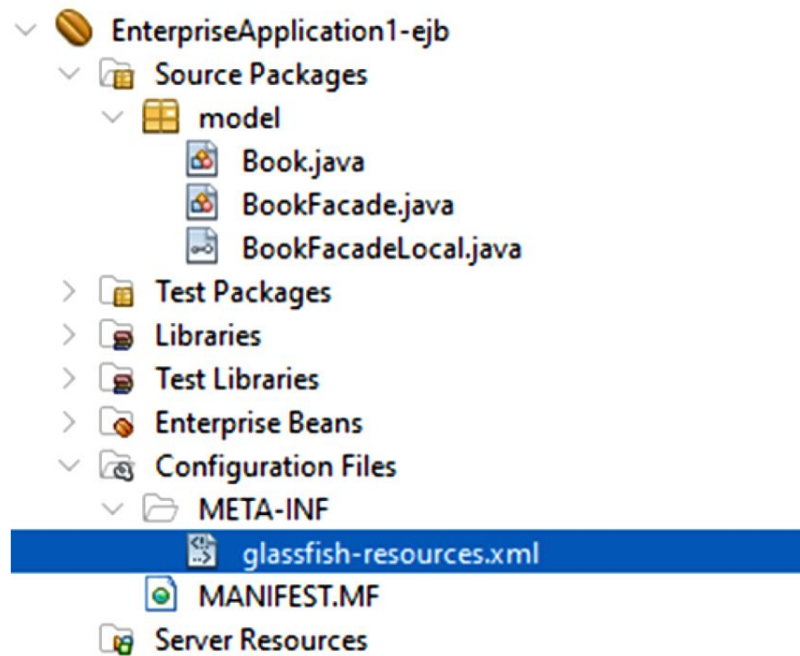 EnterpriseApplication1-ejb
Source Packages
model
Book.java
BookFacade.java
BookFacadeLocal.java
Test Packages
Libraries
Test Libraries
Enterprise Beans
Configuration Files
META-INF
glassfish-resources.xml
MANIFEST.MF
Server Resources